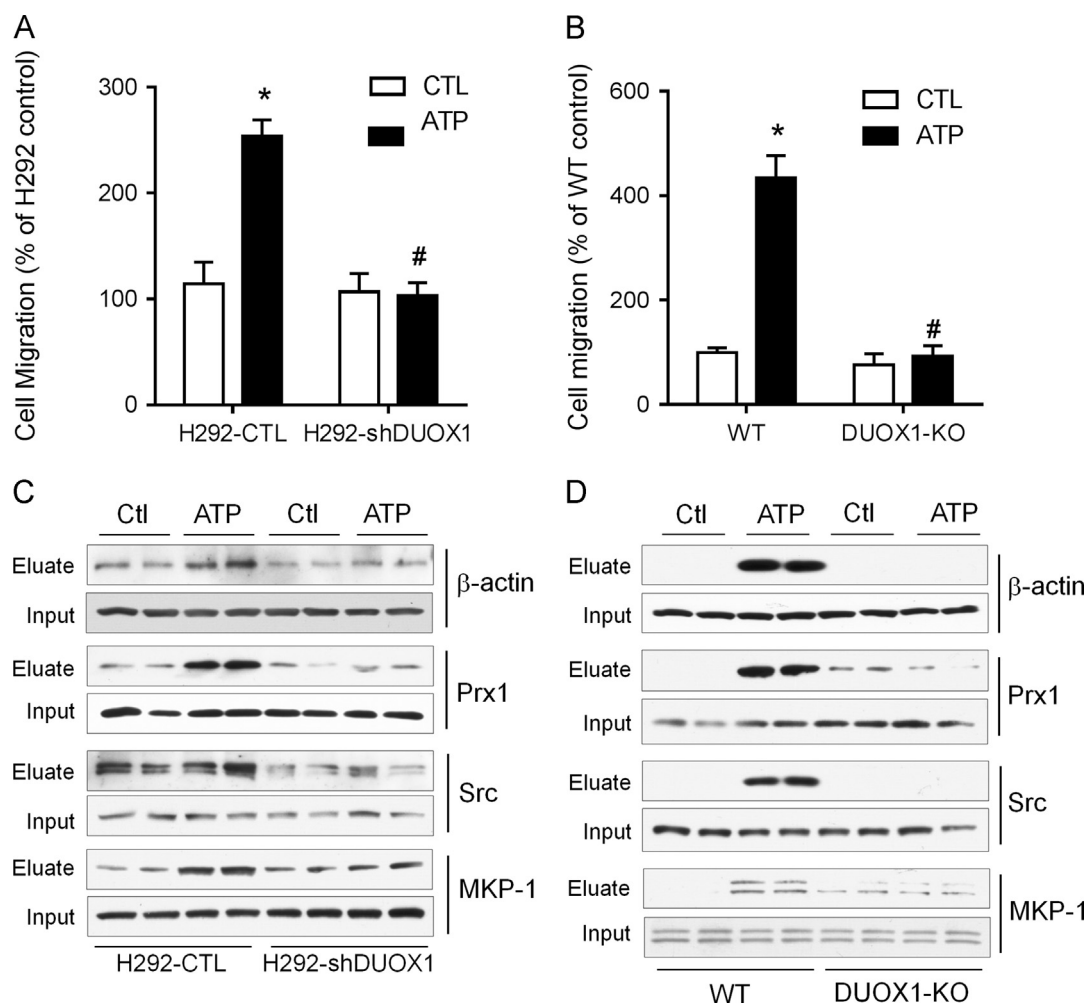 A
Cell Migration (% of H292 control)
300
200
100
0
*
#
CTL
ATP
H292-CTL
H292-shDUOX1
B
Cell migration (% of WT control)
600
400
200
0
*
#
CTL
ATP
WT
DUOX1-KO
C
Ctl ATP Ctl ATP
Eluate
Input
β-actin
Eluate
Input
Prx1
Eluate
Input
Src
Eluate
Input
MKP-1
H292-CTL H292-shDUOX1
D
Ctl ATP Ctl ATP
Eluate
Input
β-actin
Eluate
Input
Prx1
Eluate
Input
Src
Eluate
Input
MKP-1
WT DUOX1-KO